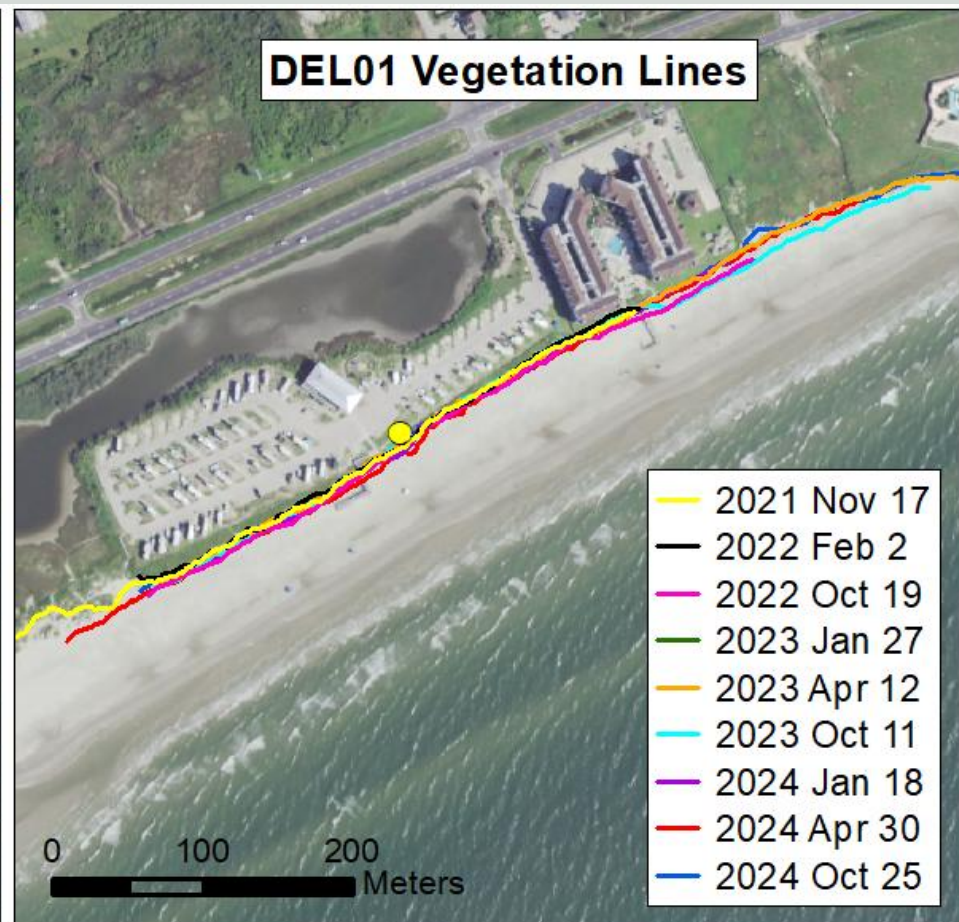 DEL01 Vegetation Lines
2021 Nov 17
2022 Feb 2
2022 Oct 19
2023 Jan 27
2023 Apr 12
2023 Oct 11
2024 Jan 18
2024 Apr 30
2024 Oct 25
0 100 200
Meters